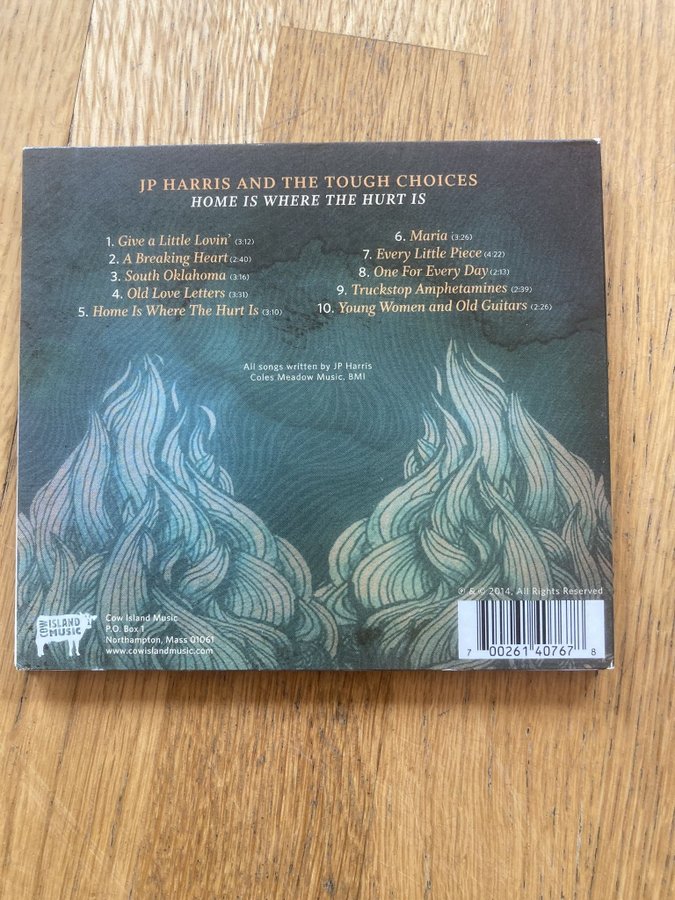 JP HARRIS AND THE TOUGH CHOICES
HOME IS WHERE THE HURT IS
1. Give a Little Lovin' (3:12)
2. A Breaking Heart (2:40)
3. South Oklahoma (3:16)
4. Old Love Letters (3:31)
5. Home Is Where The Hurt Is (3:10)
6. Maria (3:26)
7. Every Little Piece (4:22)
8. One For Every Day (2:13)
9. Truckstop Amphetamines (2:39)
10. Young Women and Old Guitars (2:26)
All songs written by JP Harris
Coles Meadow Music, BMI
℗ & © 2014, All Rights Reserved
COW ISLAND MUSIC
Cow Island Music
P.O. Box 1
Northampton, Mass 01061
www.cowislandmusic.com
7 00261 40767 8